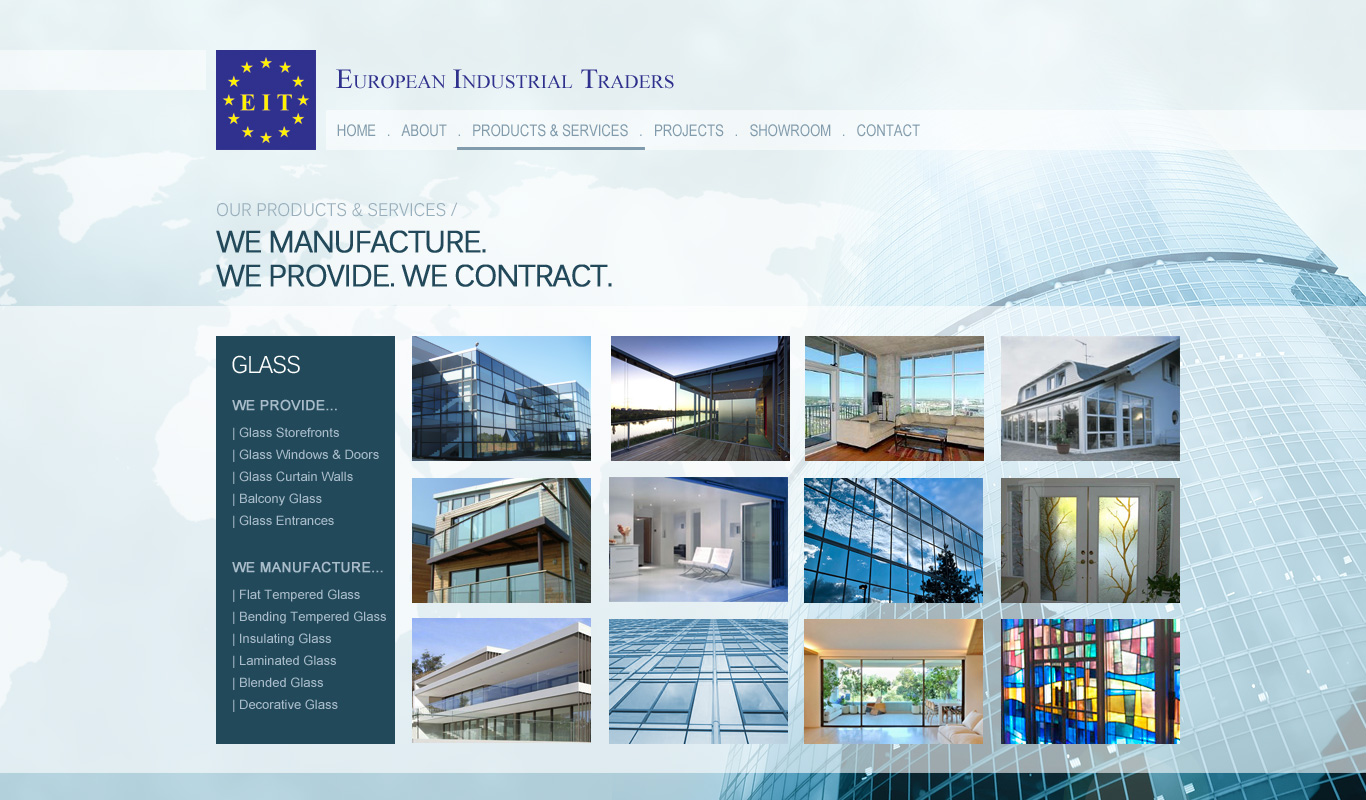 EIT
European Industrial Traders
HOME . ABOUT . PRODUCTS & SERVICES . PROJECTS . SHOWROOM . CONTACT
OUR PRODUCTS & SERVICES /
WE MANUFACTURE.
WE PROVIDE. WE CONTRACT.
GLASS
WE PROVIDE...
| Glass Storefronts
| Glass Windows & Doors
| Glass Curtain Walls
| Balcony Glass
| Glass Entrances
WE MANUFACTURE...
| Flat Tempered Glass
| Bending Tempered Glass
| Insulating Glass
| Laminated Glass
| Blended Glass
| Decorative Glass